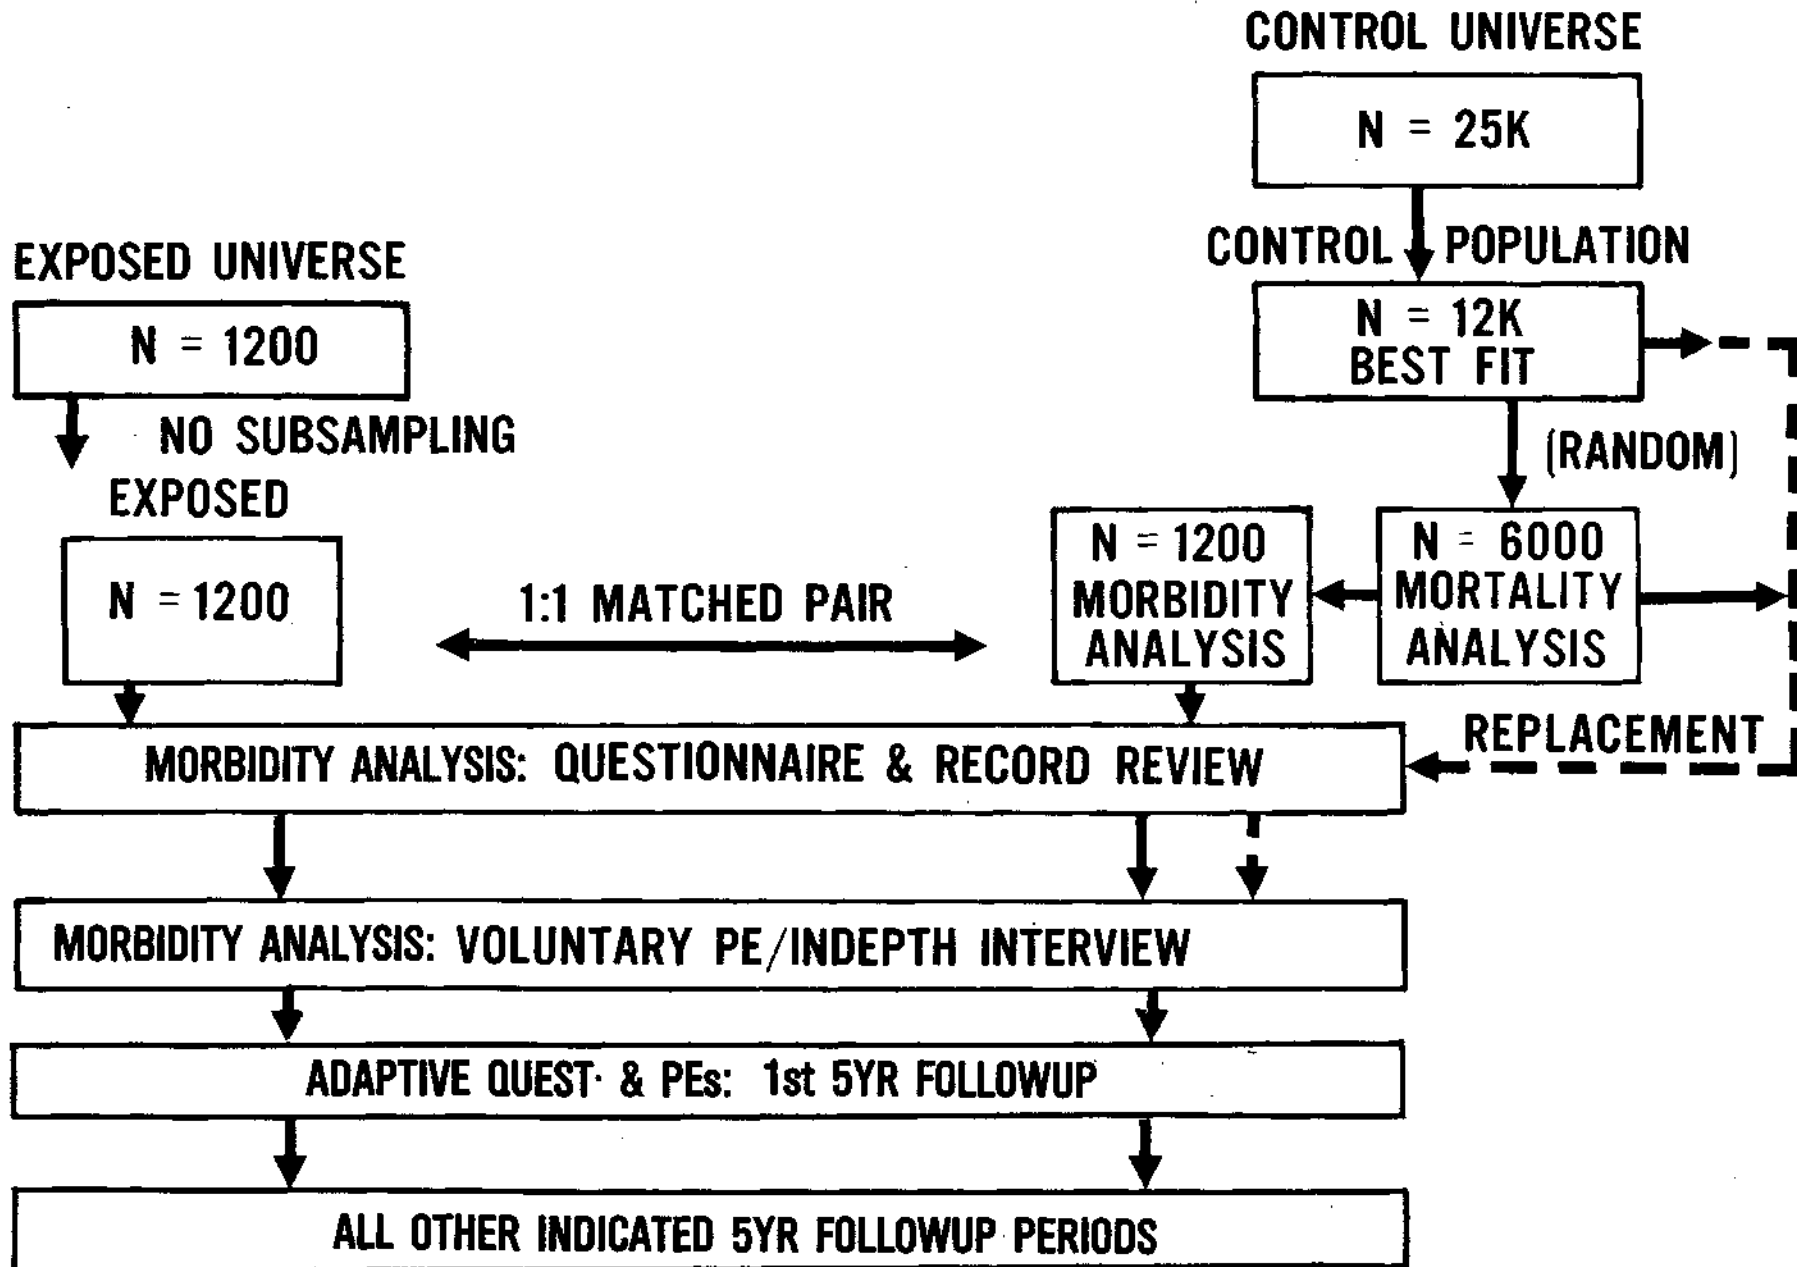 CONTROL UNIVERSE
N = 25K
CONTROL POPULATION
N = 12K
BEST FIT
(RANDOM)
EXPOSED UNIVERSE
N = 1200
NO SUBSAMPLING
EXPOSED
N = 1200
1:1 MATCHED PAIR
N = 1200
MORBIDITY
ANALYSIS
N = 6000
MORTALITY
ANALYSIS
REPLACEMENT
MORBIDITY ANALYSIS: QUESTIONNAIRE & RECORD REVIEW
MORBIDITY ANALYSIS: VOLUNTARY PE/INDEPTH INTERVIEW
ADAPTIVE QUEST. & PEs: 1st 5YR FOLLOWUP
ALL OTHER INDICATED 5YR FOLLOWUP PERIODS